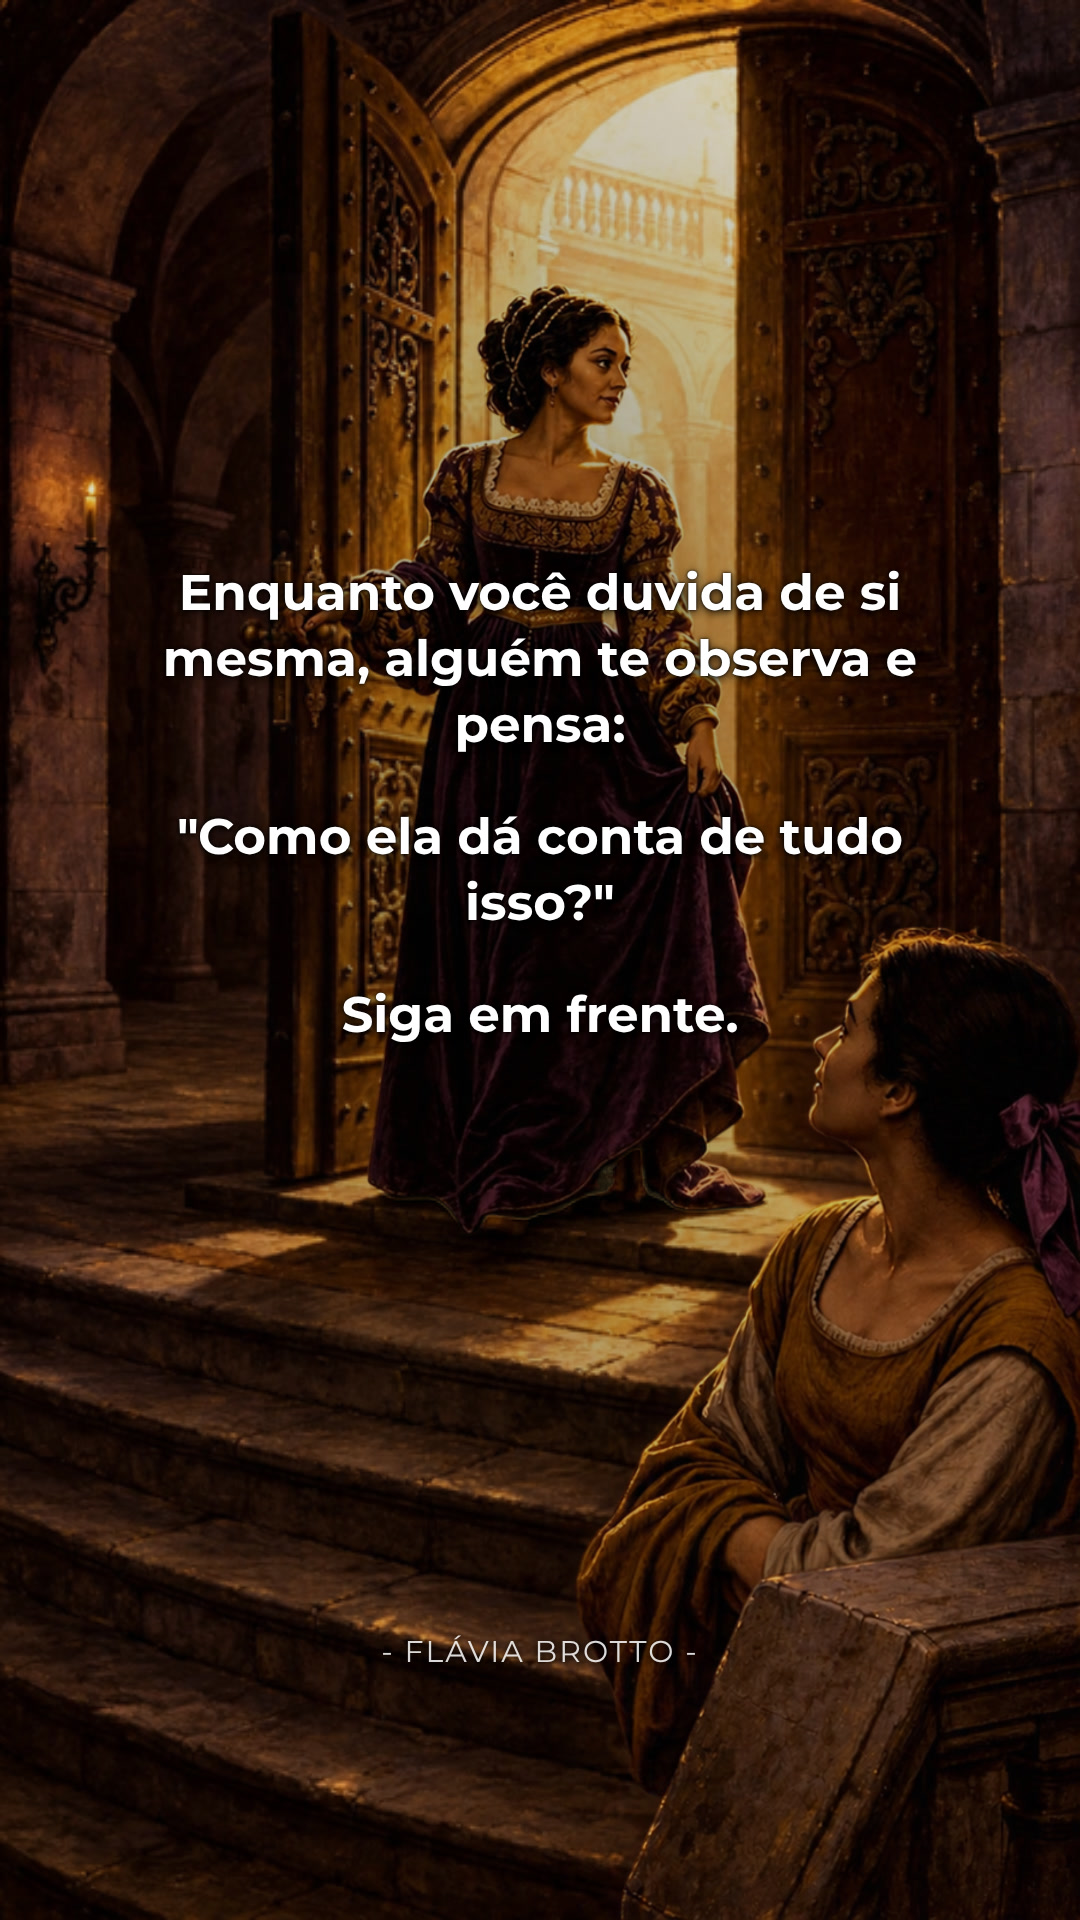 Enquanto você duvida de si
mesma, alguém te observa e
pensa:
"Como ela dá conta de tudo
isso?"
Siga em frente.
- FLÁVIA BROTTO -